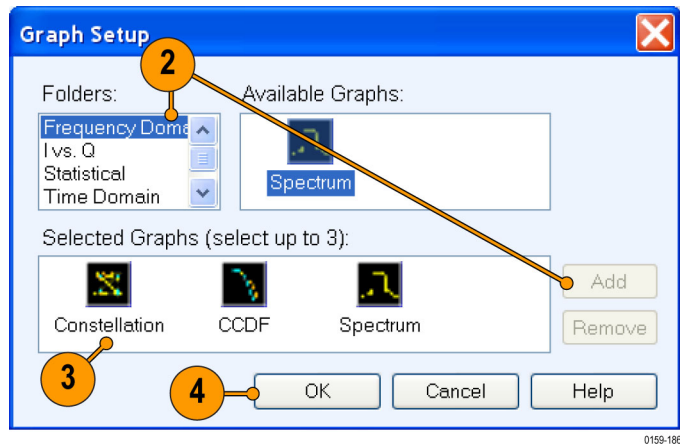 Graph Setup
2
Folders:
Available Graphs:
Frequency Doma
I vs. Q
Statistical
Time Domain
Spectrum
Selected Graphs (select up to 3):
Constellation
CCDF
Spectrum
Add
Remove
3
4
OK
Cancel
Help
0159-186